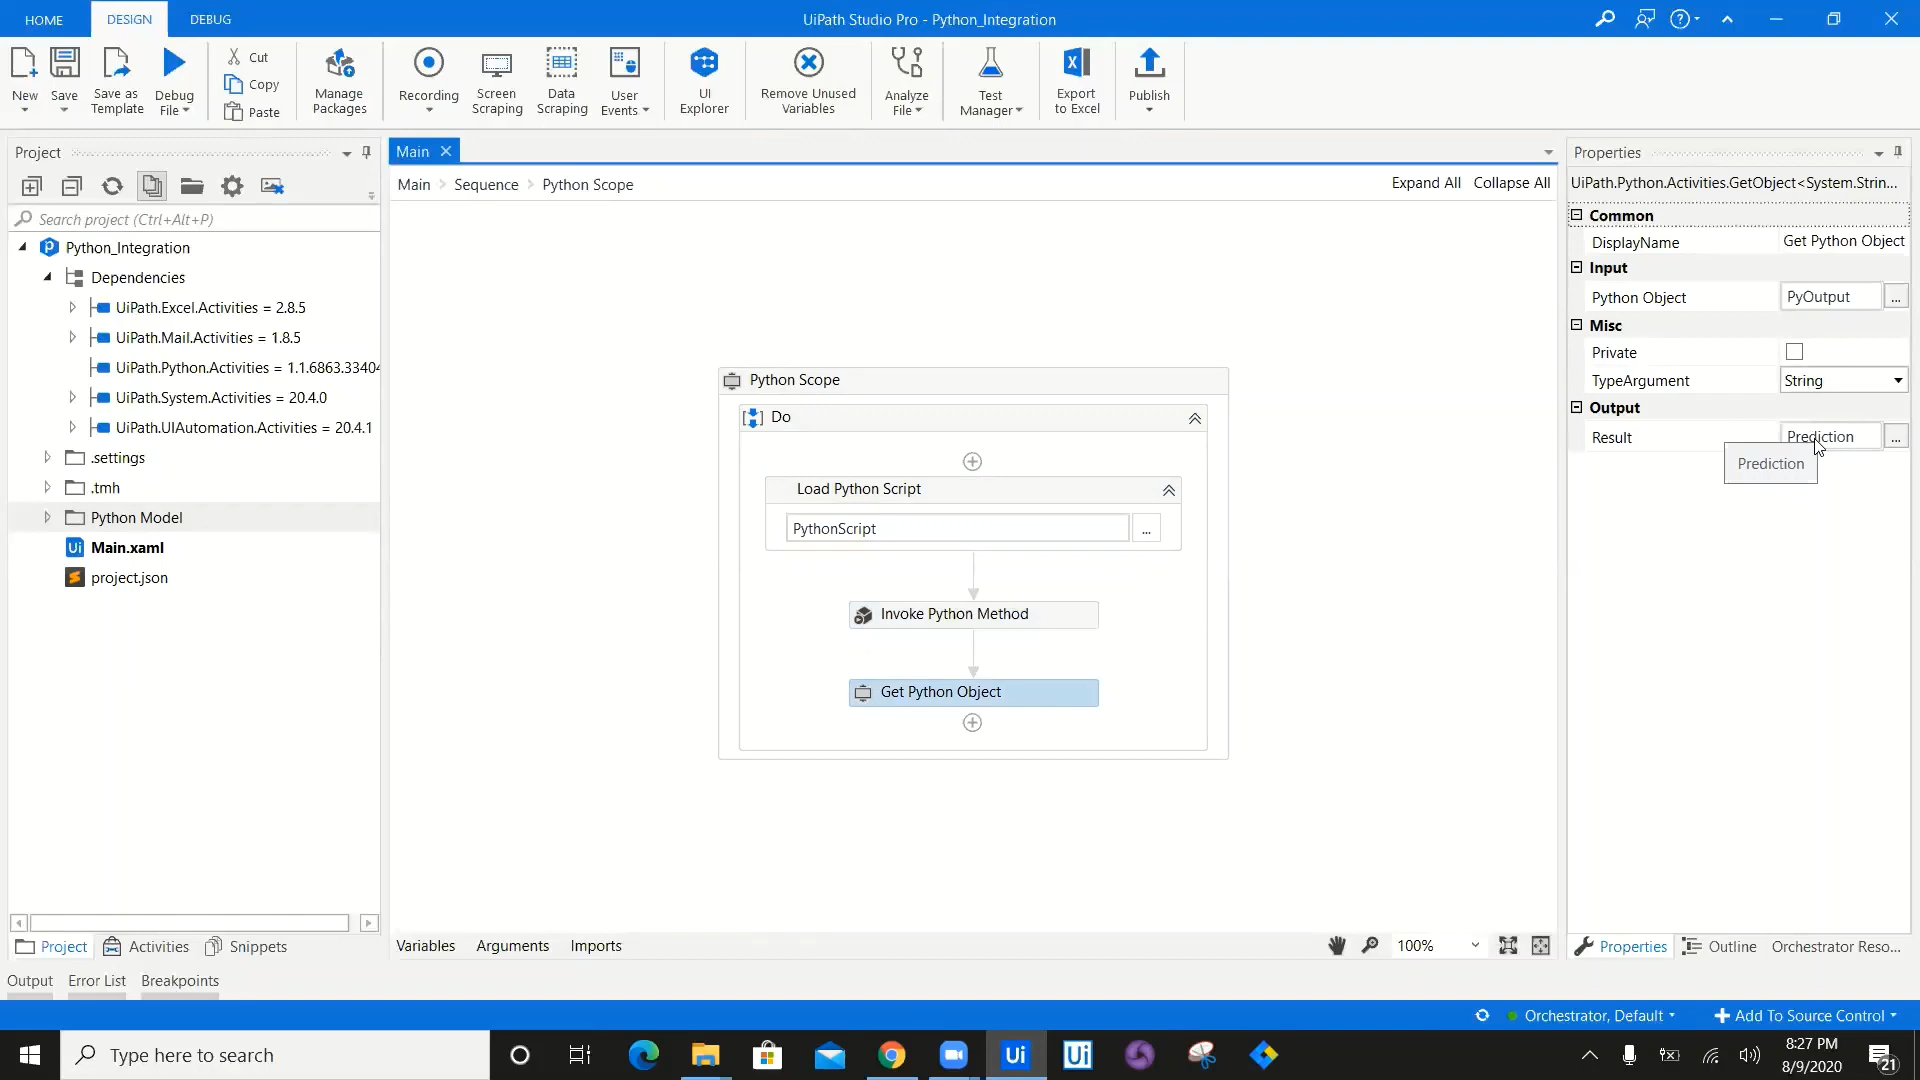 HOME
DESIGN
DEBUG
UiPath Studio Pro - Python_Integration
New
Save
Save as Template
Debug File
Cut
Copy
Paste
Manage Packages
Recording
Screen Scraping
Data Scraping
User Events
UI Explorer
Remove Unused Variables
Analyze File
Test Manager
Export to Excel
Publish
Project
Search project (Ctrl+Alt+P)
Python_Integration
Dependencies
UiPath.Excel.Activities = 2.8.5
UiPath.Mail.Activities = 1.8.5
UiPath.Python.Activities = 1.1.6863.33404
UiPath.System.Activities = 20.4.0
UiPath.UIAutomation.Activities = 20.4.1
.settings
.tmh
Python Model
Main.xaml
project.json
Project
Activities
Snippets
Main
Main
Sequence
Python Scope
Expand All
Collapse All
Python Scope
Do
Load Python Script
PythonScript
...
Invoke Python Method
Get Python Object
Variables
Arguments
Imports
100%
Properties
UiPath.Python.Activities.GetObject<System.Strin...
Common
DisplayName
Get Python Object
Input
Python Object
PyOutput
...
Misc
Private
TypeArgument
String
Output
Result
Prediction
...
Prediction
Properties
Outline
Orchestrator Reso...
Output
Error List
Breakpoints
Orchestrator, Default
Add To Source Control
Type here to search
8:27 PM
8/9/2020
21